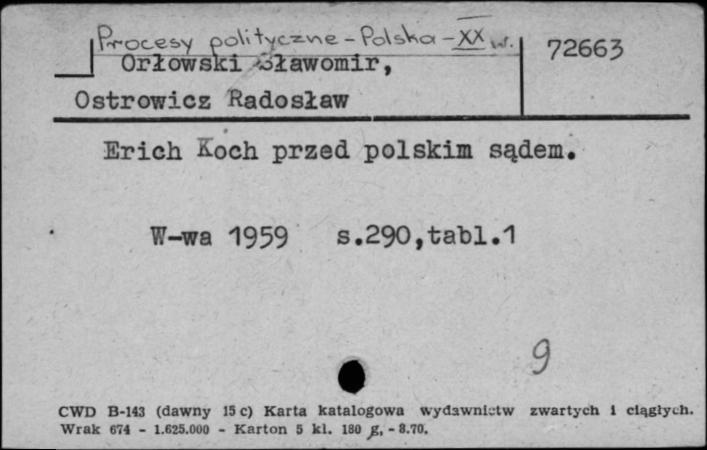 Procesy polityczne - Polska - XX w.
72663
Orłowski Sławomir,
Ostrowicz Radosław
Erich Koch przed polskim sądem.
W-wa 1959 s.290,tabl.1
9
CWD B-143 (dawny 15 c) Karta katalogowa wydawnictw zwartych i ciągłych.
Wrak 674 - 1.625.000 - Karton 5 kl. 180 g, - 8.70.